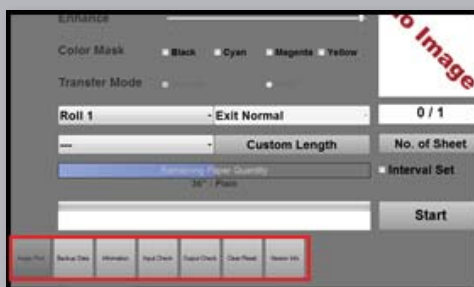 Enhance
o Image
Color Mask Black Cyan Magenta Yellow
Transfer Mode
Roll 1 Exit Normal 0 / 1
--- Custom Length No. of Sheet
Remaining Paper Quantity Interval Set
36" : Plain
Start
Backup Data Information Input Check Output Check Clear Reset Version Info